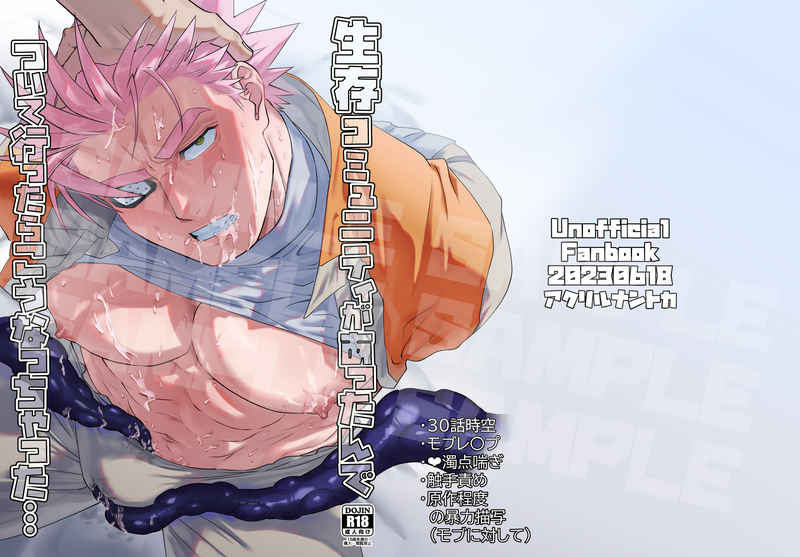 生存コミュニティがあったんで
ついて行ったらこうなっちゃった…
Unofficial
Fanbook
20230618
アクリルナントカ
・30話時空
・モブレ〇プ
・❤濁点喘ぎ
・触手責め
・原作程度
の暴力描写
(モブに対して)
DOJIN
R18
成人向け
SAMPLE
SAMPLE
SAMPLE